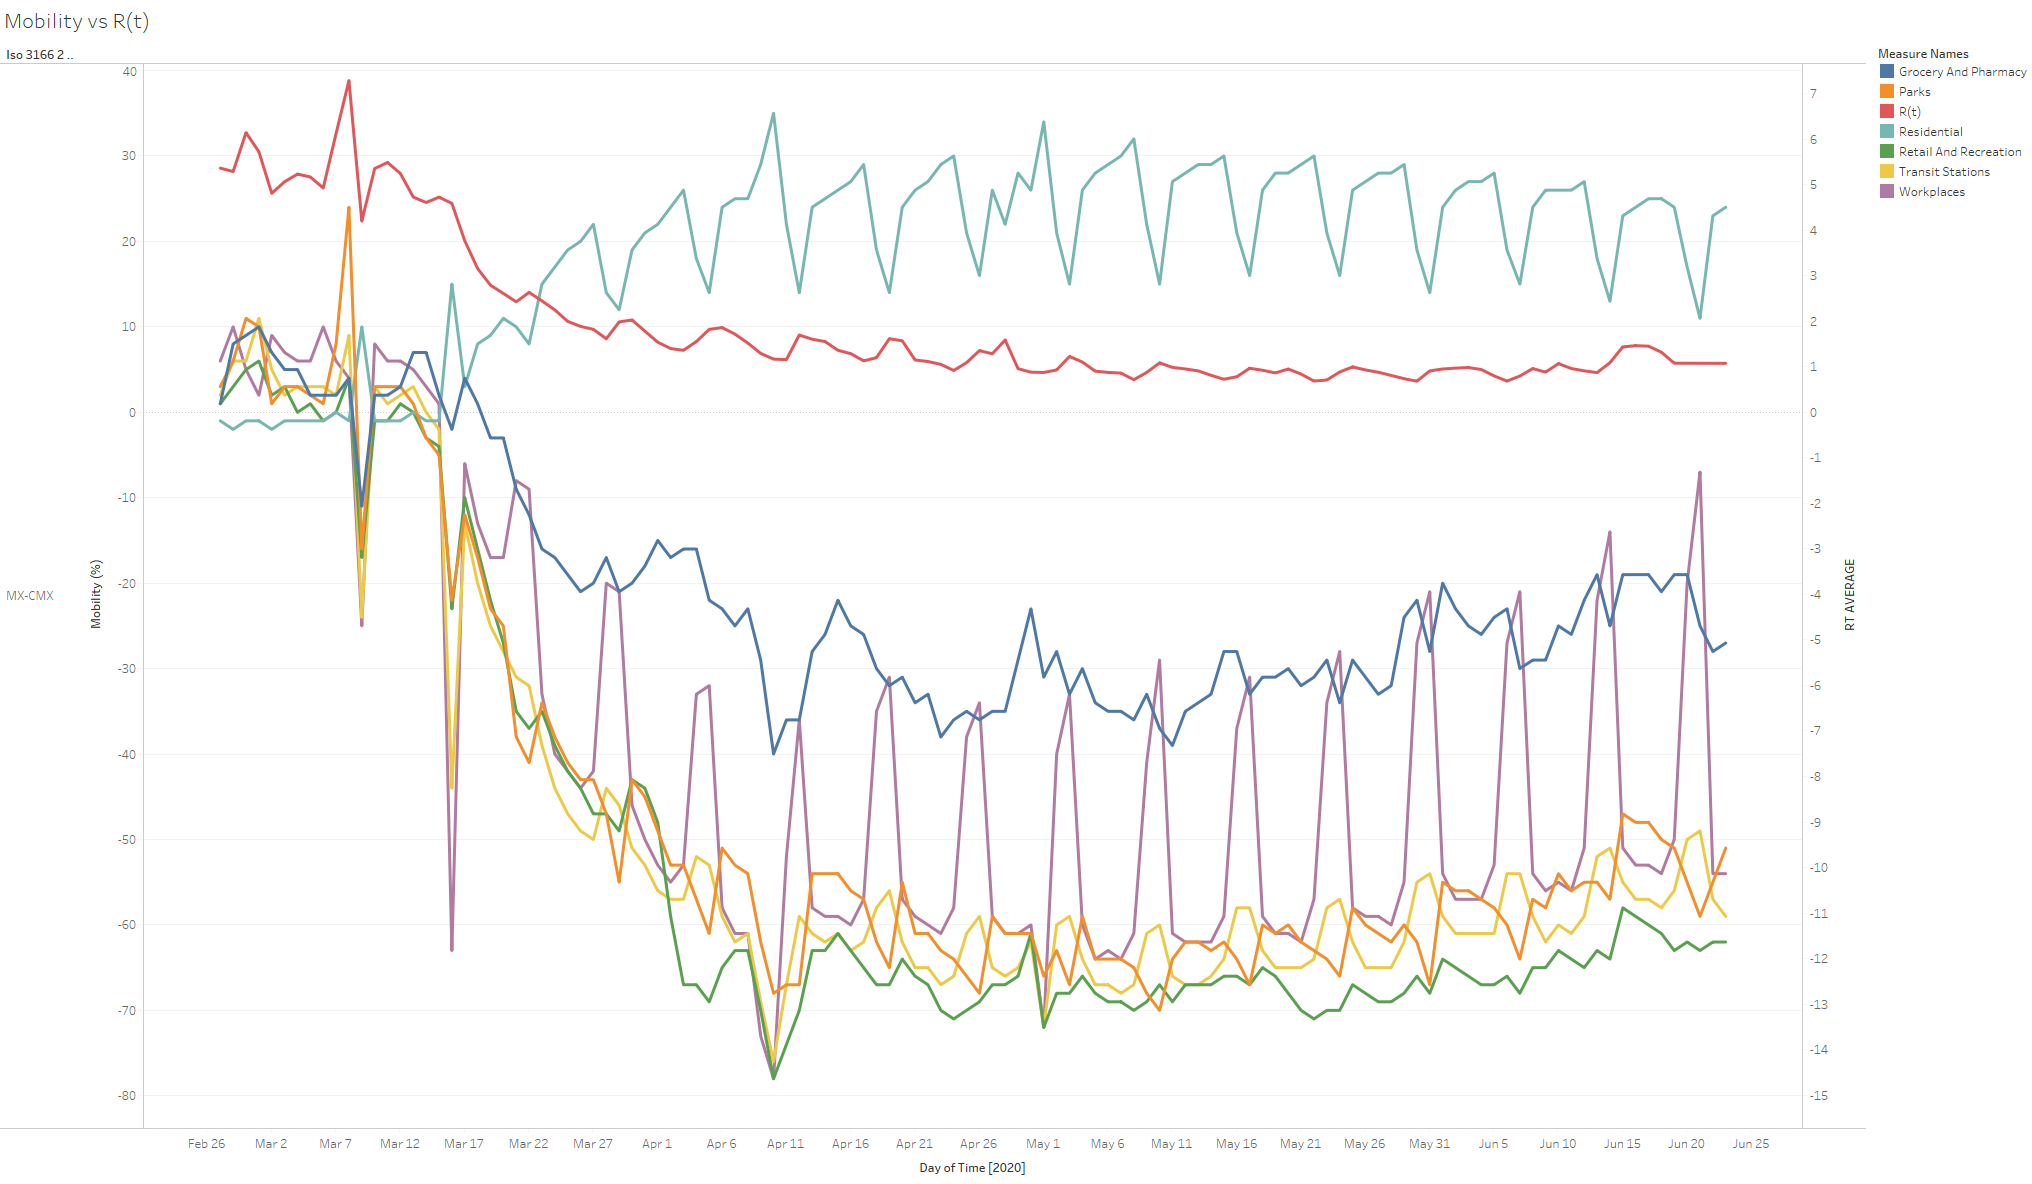 Mobility vs R(t)
Iso 3166 2 ..
Measure Names
Grocery And Pharmacy
Parks
R(t)
Residential
Retail And Recreation
Transit Stations
Workplaces
MX-CMX
Mobility (%)
40
30
20
10
0
-10
-20
-30
-40
-50
-60
-70
-80
7
6
5
4
3
2
1
0
-1
-2
-3
-4
-5
-6
-7
-8
-9
-10
-11
-12
-13
-14
-15
RT AVERAGE
Feb 26 Mar 2 Mar 7 Mar 12 Mar 17 Mar 22 Mar 27 Apr 1 Apr 6 Apr 11 Apr 16 Apr 21 Apr 26 May 1 May 6 May 11 May 16 May 21 May 26 May 31 Jun 5 Jun 10 Jun 15 Jun 20 Jun 25
Day of Time [2020]